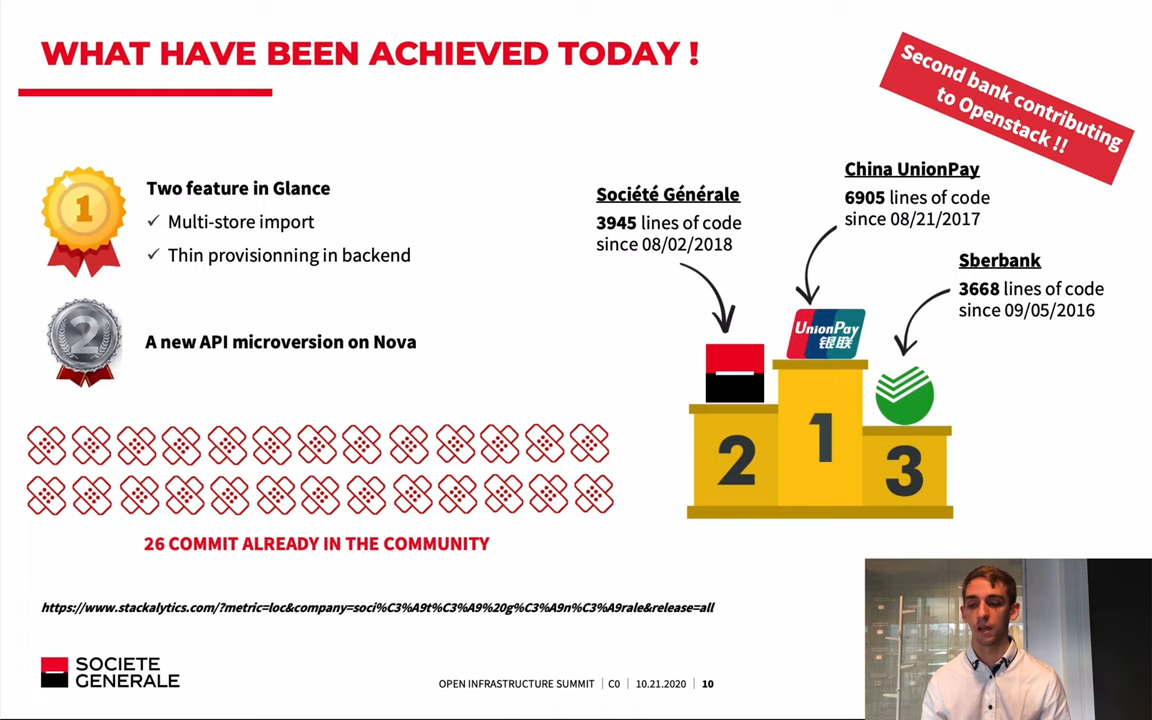 WHAT HAVE BEEN ACHIEVED TODAY !
Second bank contributing
to Openstack !!
1
Two feature in Glance
✓ Multi-store import
✓ Thin provisionning in backend
2
A new API microversion on Nova
26 COMMIT ALREADY IN THE COMMUNITY
Société Générale
3945 lines of code
since 08/02/2018
China UnionPay
6905 lines of code
since 08/21/2017
Sberbank
3668 lines of code
since 09/05/2016
UnionPay
银联
2
1
3
https://www.stackalytics.com/?metric=loc&company=soci%C3%A9t%C3%A9%20g%C3%A9n%C3%A9rale&release=all
SOCIETE
GENERALE
OPEN INFRASTRUCTURE SUMMIT | C0 | 10.21.2020 | 10